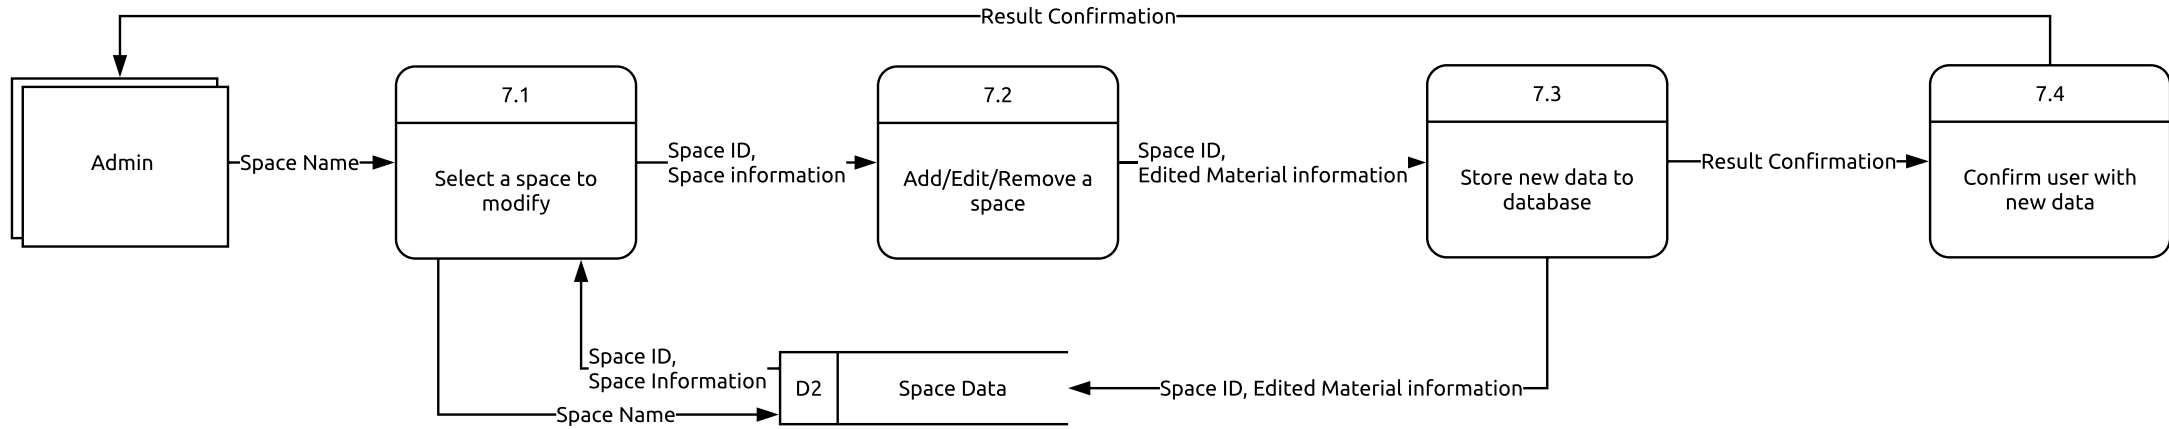 Result Confirmation
7.1
7.2
7.3
7.4
Admin
Space Name
Select a space to
modify
Space ID,
Space information
Add/Edit/Remove a
space
Space ID,
Edited Material information
Store new data to
database
Result Confirmation
Confirm user with
new data
Space ID,
Space Information
Space Name
D2
Space Data
Space ID, Edited Material information